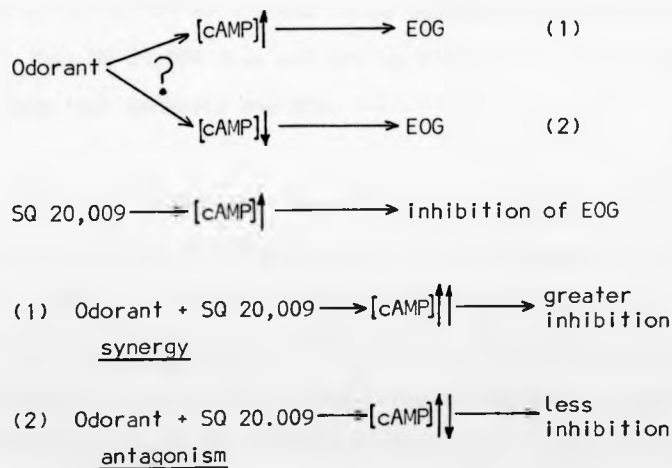 [cAMP]↑ → EOG (1)
Odorant ?
[cAMP]↓ → EOG (2)
SQ 20,009 → [cAMP]↑ → inhibition of EOG
(1) Odorant + SQ 20,009 → [cAMP]↑↑ → greater
inhibition
synergy
(2) Odorant + SQ 20.009 → [cAMP]↑↓ → less
inhibition
antagonism